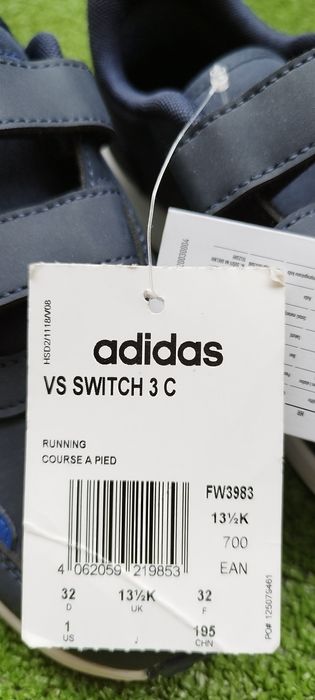 HSD2/1118/V08
adidas
VS SWITCH 3 C
RUNNING
COURSE A PIED
FW3983
13½K
700
EAN
4 062059 219853
32 13½K 32
D UK F
1 195
US J CHN
PO# 125079461